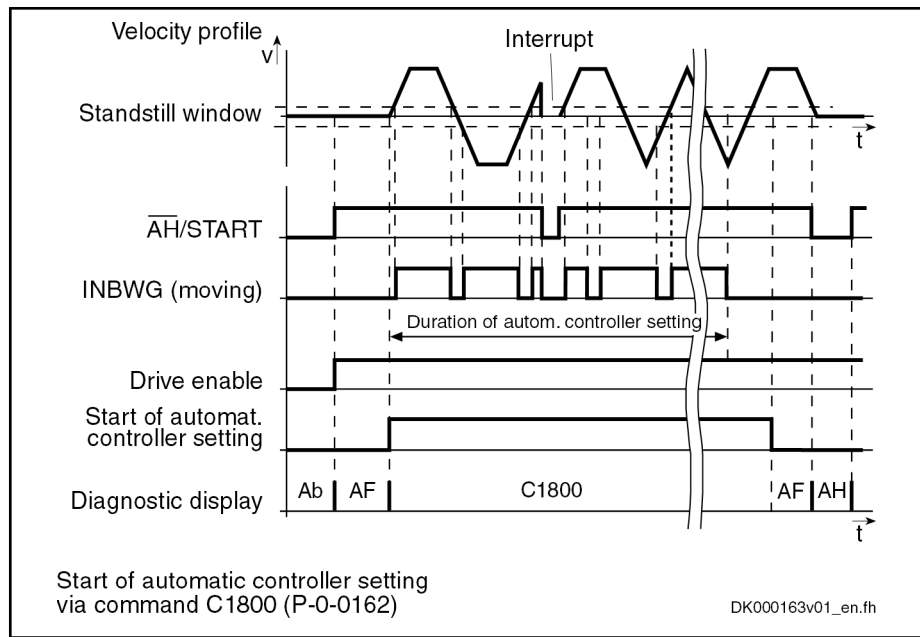 Velocity profile
v
Interrupt
Standstill window
t
A̅H̅/START
INBWG (moving)
Duration of autom. controller setting
Drive enable
Start of automat.
controller setting
Diagnostic display
Ab
AF
C1800
AF
AH
t
Start of automatic controller setting
via command C1800 (P-0-0162)
DK000163v01_en.fh